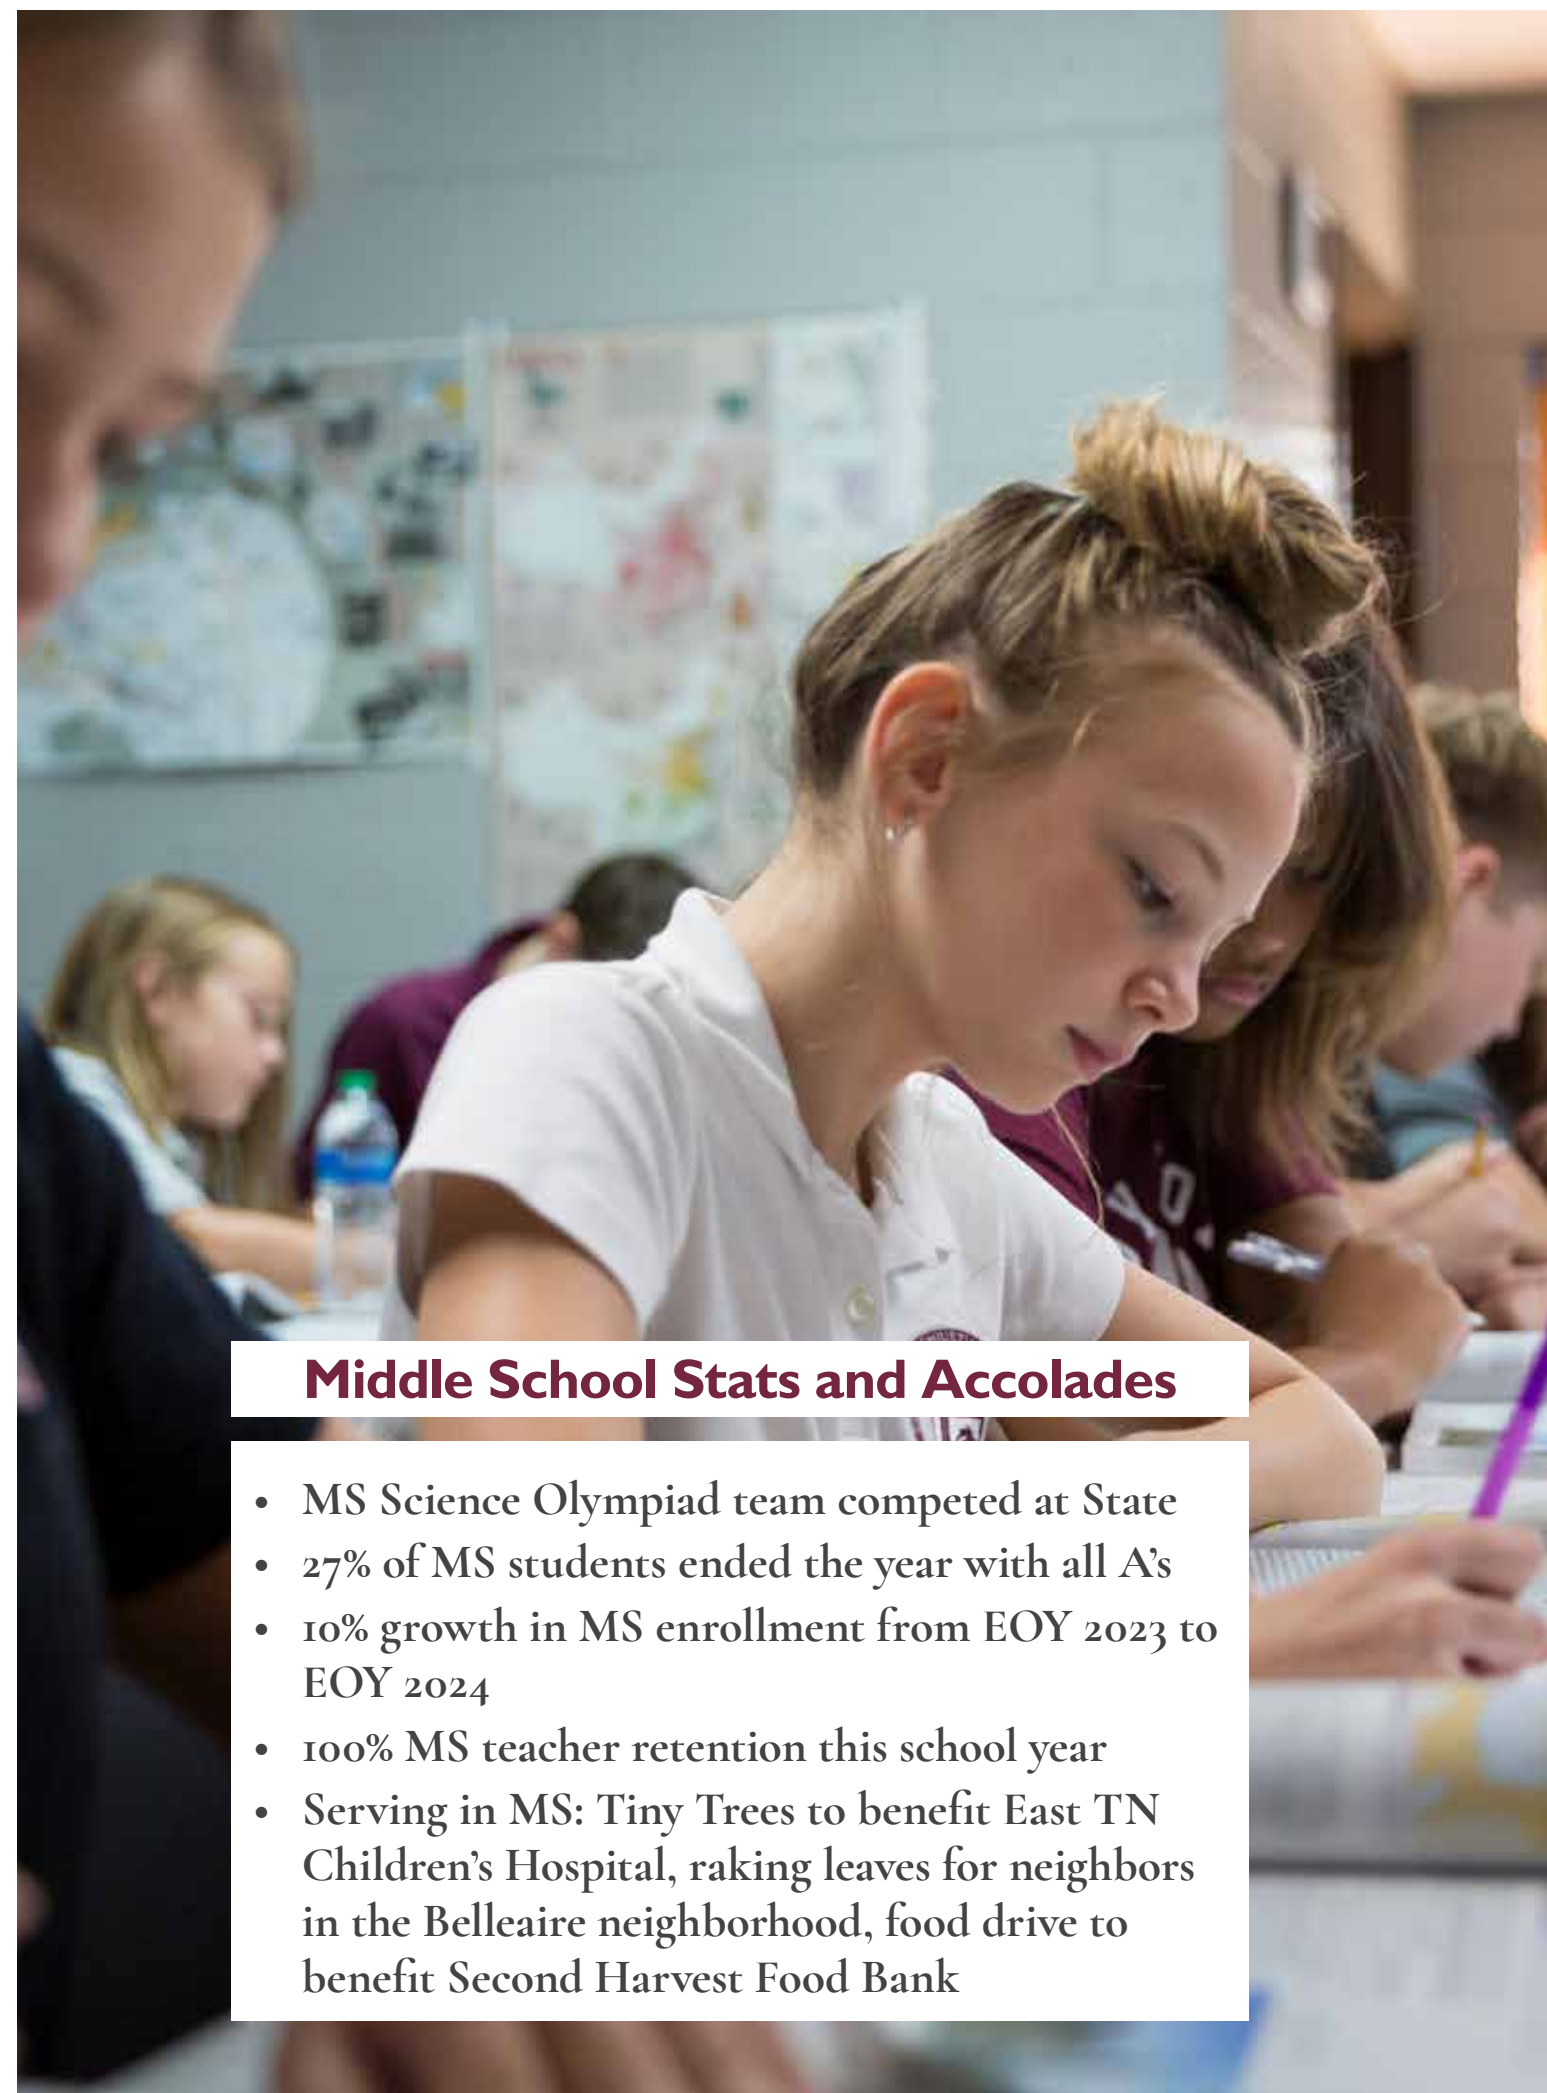 Middle School Stats and Accolades
• MS Science Olympiad team competed at State
• 27% of MS students ended the year with all A's
• 10% growth in MS enrollment from EOY 2023 to
EOY 2024
• 100% MS teacher retention this school year
• Serving in MS: Tiny Trees to benefit East TN
Children's Hospital, raking leaves for neighbors
in the Belleaire neighborhood, food drive to
benefit Second Harvest Food Bank